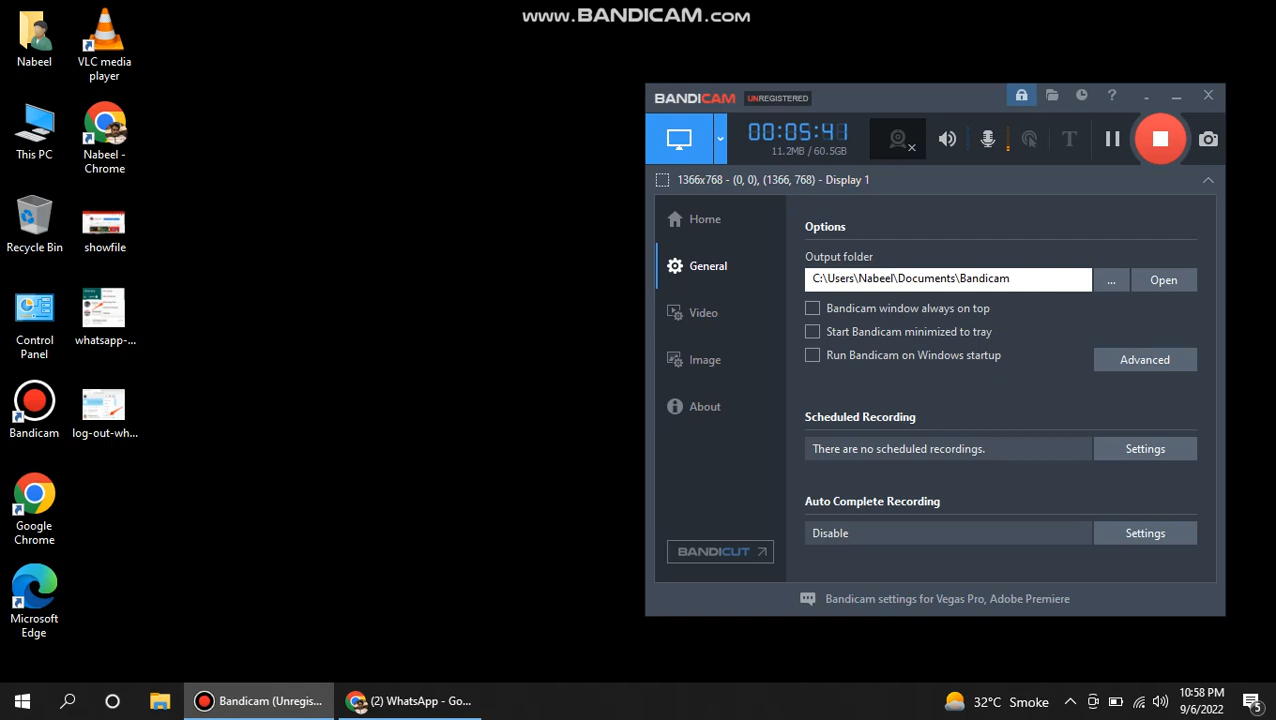 www.BANDICAM.com
Nabeel
VLC media
player
This PC
Nabeel -
Chrome
Recycle Bin
showfile
Control
Panel
whatsapp-...
Bandicam
log-out-wh...
Google
Chrome
Microsoft
Edge
BANDICAM UNREGISTERED
00:05:41
11.2MB / 60.5GB
1366x768 - (0, 0), (1366, 768) - Display 1
Home
General
Video
Image
About
BANDICUT
Options
Output folder
C:\Users\Nabeel\Documents\Bandicam
... Open
Bandicam window always on top
Start Bandicam minimized to tray
Run Bandicam on Windows startup
Advanced
Scheduled Recording
There are no scheduled recordings. Settings
Auto Complete Recording
Disable Settings
Bandicam settings for Vegas Pro, Adobe Premiere
Bandicam (Unregis...
(2) WhatsApp - Go...
32°C Smoke
10:58 PM
9/6/2022
5